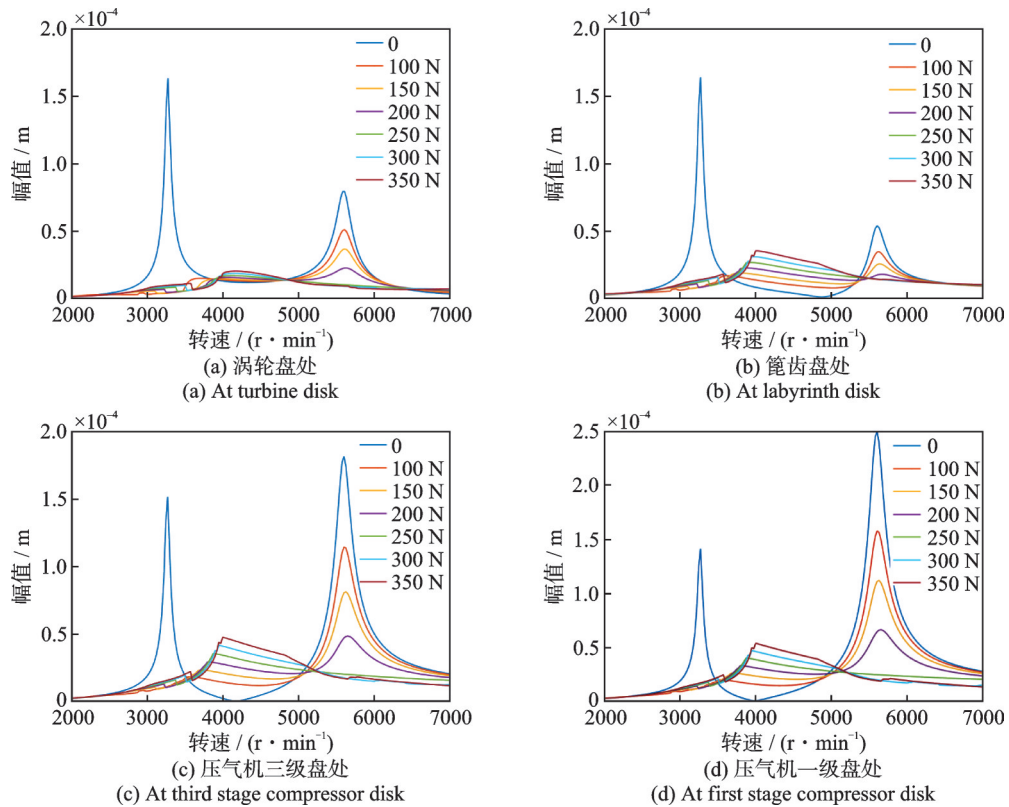 ×10⁻⁴
2.0
1.5
1.0
0.5
0
幅值 / m
0
100 N
150 N
200 N
250 N
300 N
350 N
2000 3000 4000 5000 6000 7000
转速 / (r · min⁻¹)
(a) 涡轮盘处
(a) At turbine disk
×10⁻⁴
2.0
1.5
1.0
0.5
0
幅值 / m
0
100 N
150 N
200 N
250 N
300 N
350 N
2000 3000 4000 5000 6000 7000
转速 / (r · min⁻¹)
(b) 篦齿盘处
(b) At labyrinth disk
×10⁻⁴
2.0
1.5
1.0
0.5
0
幅值 / m
0
100 N
150 N
200 N
250 N
300 N
350 N
2000 3000 4000 5000 6000 7000
转速 / (r · min⁻¹)
(c) 压气机三级盘处
(c) At third stage compressor disk
×10⁻⁴
2.5
2.0
1.5
1.0
0.5
0
幅值 / m
0
100 N
150 N
200 N
250 N
300 N
350 N
2000 3000 4000 5000 6000 7000
转速 / (r · min⁻¹)
(d) 压气机一级盘处
(d) At first stage compressor disk